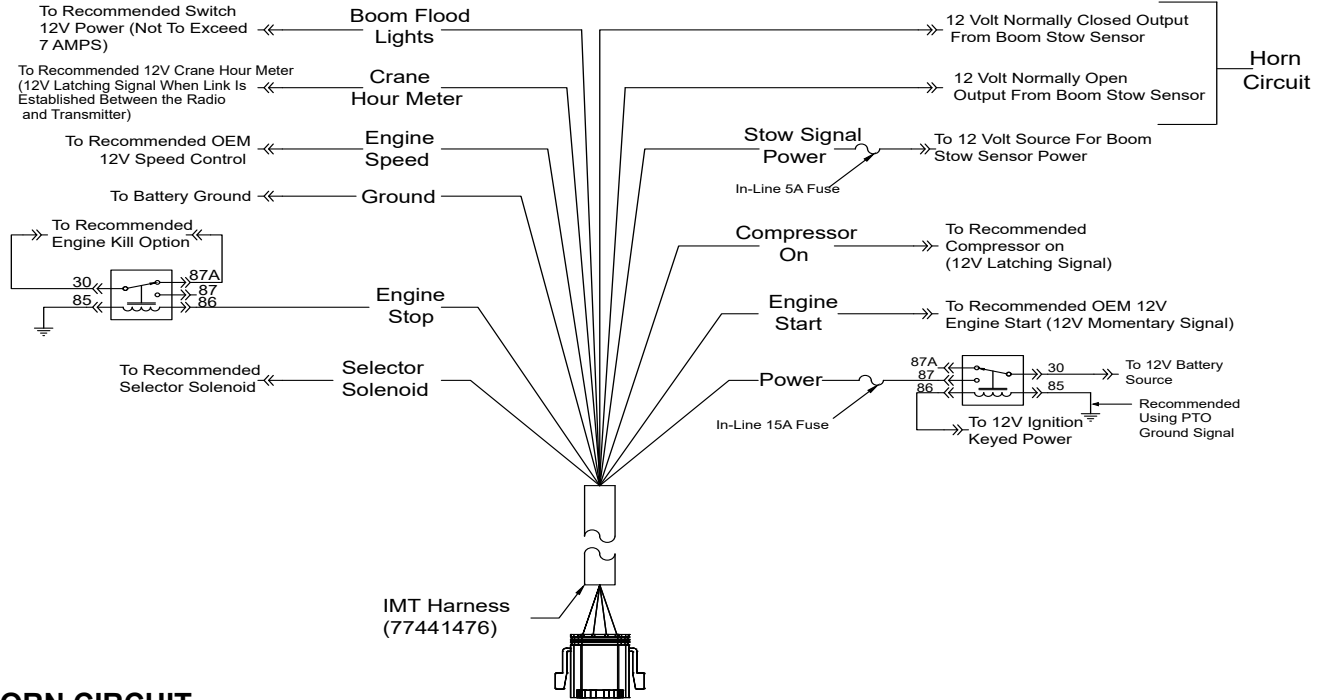 To Recommended Switch
12V Power (Not To Exceed
7 AMPS)
Boom Flood
Lights
To Recommended 12V Crane Hour Meter
(12V Latching Signal When Link Is
Established Between the Radio
and Transmitter)
Crane
Hour Meter
To Recommended OEM
12V Speed Control
Engine
Speed
To Battery Ground
Ground
To Recommended
Engine Kill Option
30
85
87A
87
86
Engine
Stop
To Recommended
Selector Solenoid
Selector
Solenoid
12 Volt Normally Closed Output
From Boom Stow Sensor
12 Volt Normally Open
Output From Boom Stow Sensor
Horn
Circuit
Stow Signal
Power
In-Line 5A Fuse
To 12 Volt Source For Boom
Stow Sensor Power
Compressor
On
To Recommended
Compressor on
(12V Latching Signal)
Engine
Start
To Recommended OEM 12V
Engine Start (12V Momentary Signal)
Power
In-Line 15A Fuse
87A
87
86
30
85
To 12V Battery
Source
Recommended
Using PTO
Ground Signal
To 12V Ignition
Keyed Power
IMT Harness
(77441476)